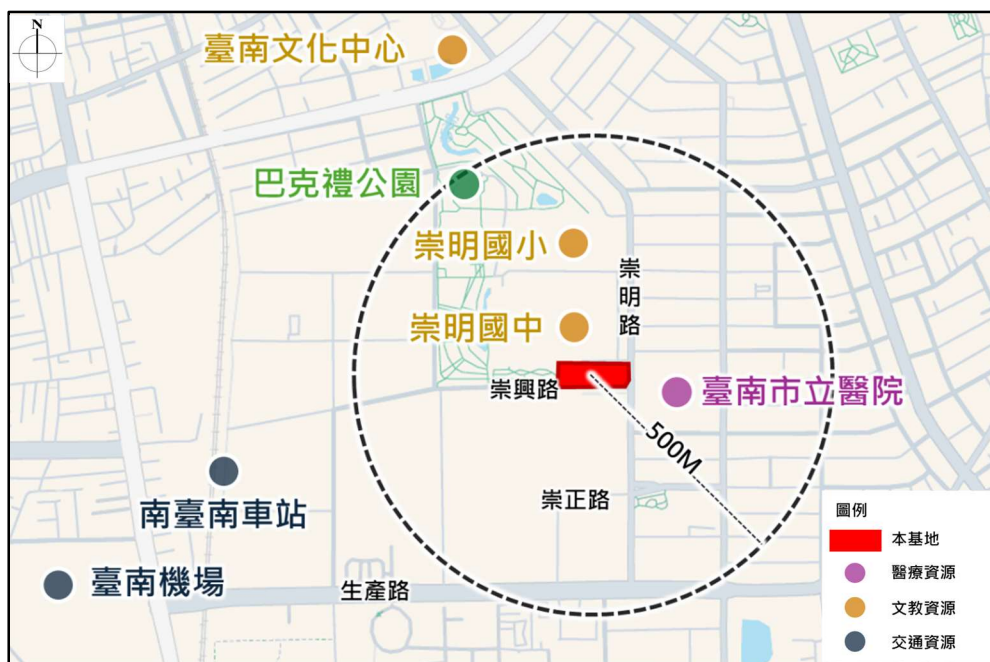 N
臺南文化中心
巴克禮公園
崇明國小
崇明路
崇明國中
崇興路
臺南市立醫院
500M
南臺南車站
崇正路
臺南機場
生產路
圖例
本基地
醫療資源
文教資源
交通資源